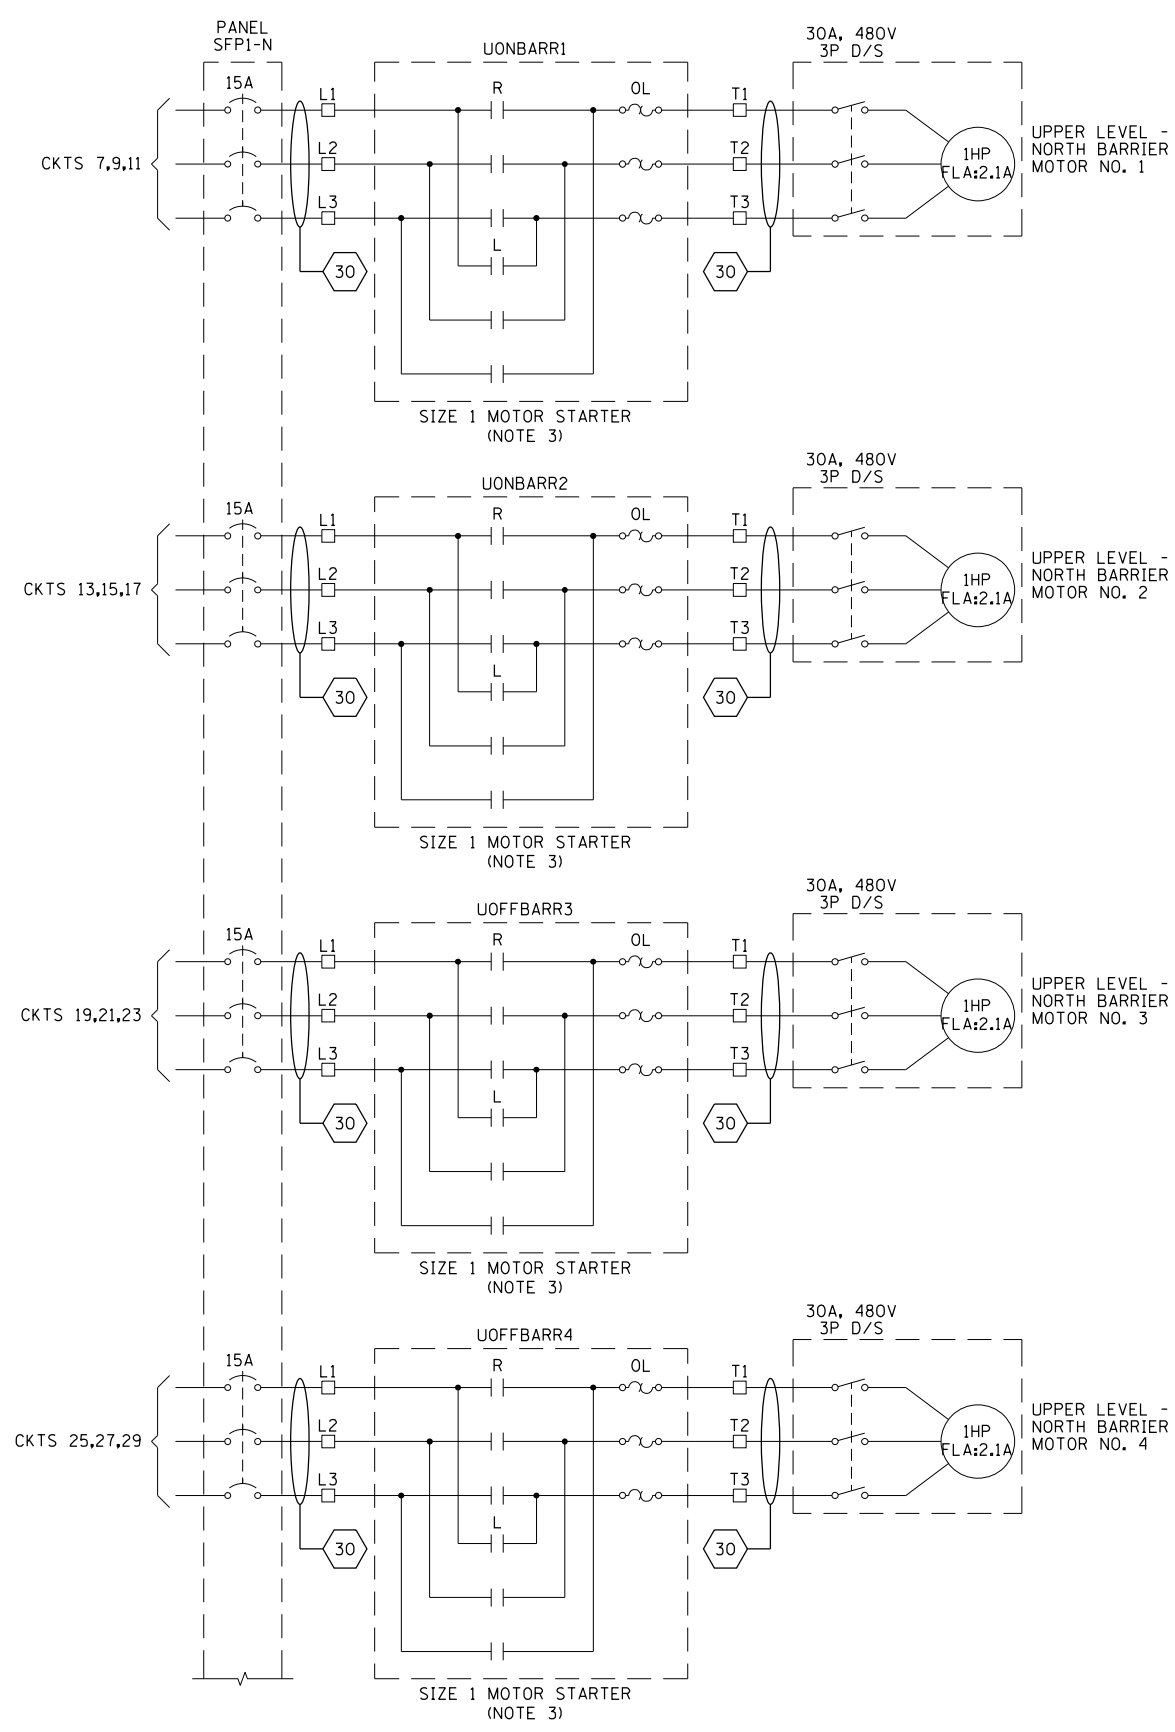 PANEL
SFP1-N
UONBARR1
30A, 480V
3P D/S
15A
L1
R
OL
T1
CKTS 7,9,11
L2
T2
1HP
FLA:2.1A
UPPER LEVEL -
NORTH BARRIER
MOTOR NO. 1
L3
T3
L
30
30
SIZE 1 MOTOR STARTER
(NOTE 3)
UONBARR2
30A, 480V
3P D/S
15A
L1
R
OL
T1
CKTS 13,15,17
L2
T2
1HP
FLA:2.1A
UPPER LEVEL -
NORTH BARRIER
MOTOR NO. 2
L3
T3
L
30
30
SIZE 1 MOTOR STARTER
(NOTE 3)
UOFFBARR3
30A, 480V
3P D/S
15A
L1
R
OL
T1
CKTS 19,21,23
L2
T2
1HP
FLA:2.1A
UPPER LEVEL -
NORTH BARRIER
MOTOR NO. 3
L3
T3
L
30
30
SIZE 1 MOTOR STARTER
(NOTE 3)
UOFFBARR4
30A, 480V
3P D/S
15A
L1
R
OL
T1
CKTS 25,27,29
L2
T2
1HP
FLA:2.1A
UPPER LEVEL -
NORTH BARRIER
MOTOR NO. 4
L3
T3
L
30
30
SIZE 1 MOTOR STARTER
(NOTE 3)